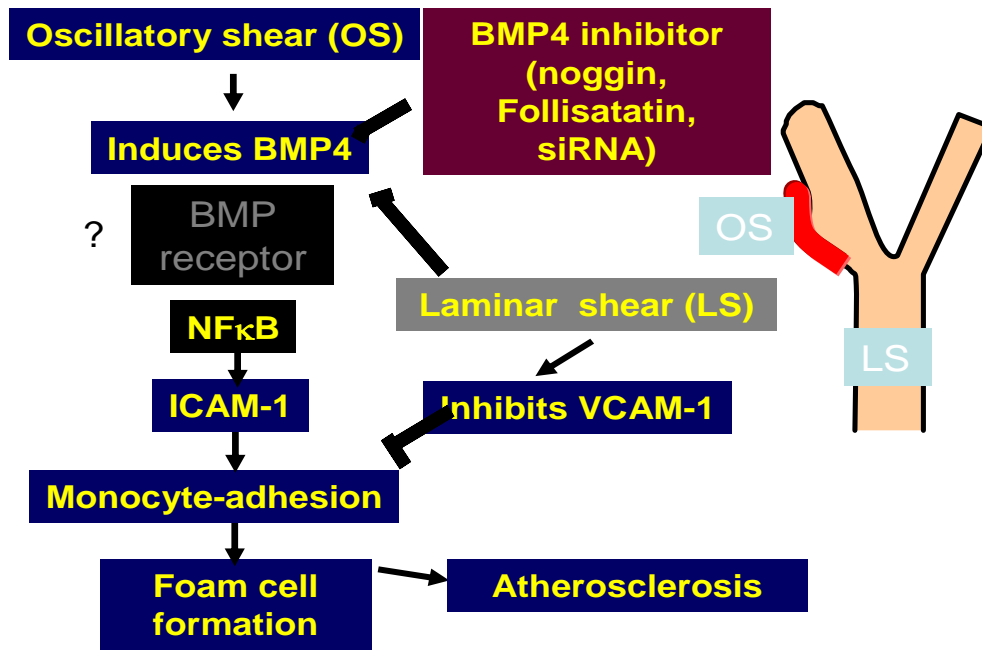 Oscillatory shear (OS)
BMP4 inhibitor
(noggin,
Follisatatin,
siRNA)
Induces BMP4
?
BMP
receptor
OS
Laminar shear (LS)
NFκB
LS
ICAM-1
Inhibits VCAM-1
Monocyte-adhesion
Foam cell
formation
Atherosclerosis